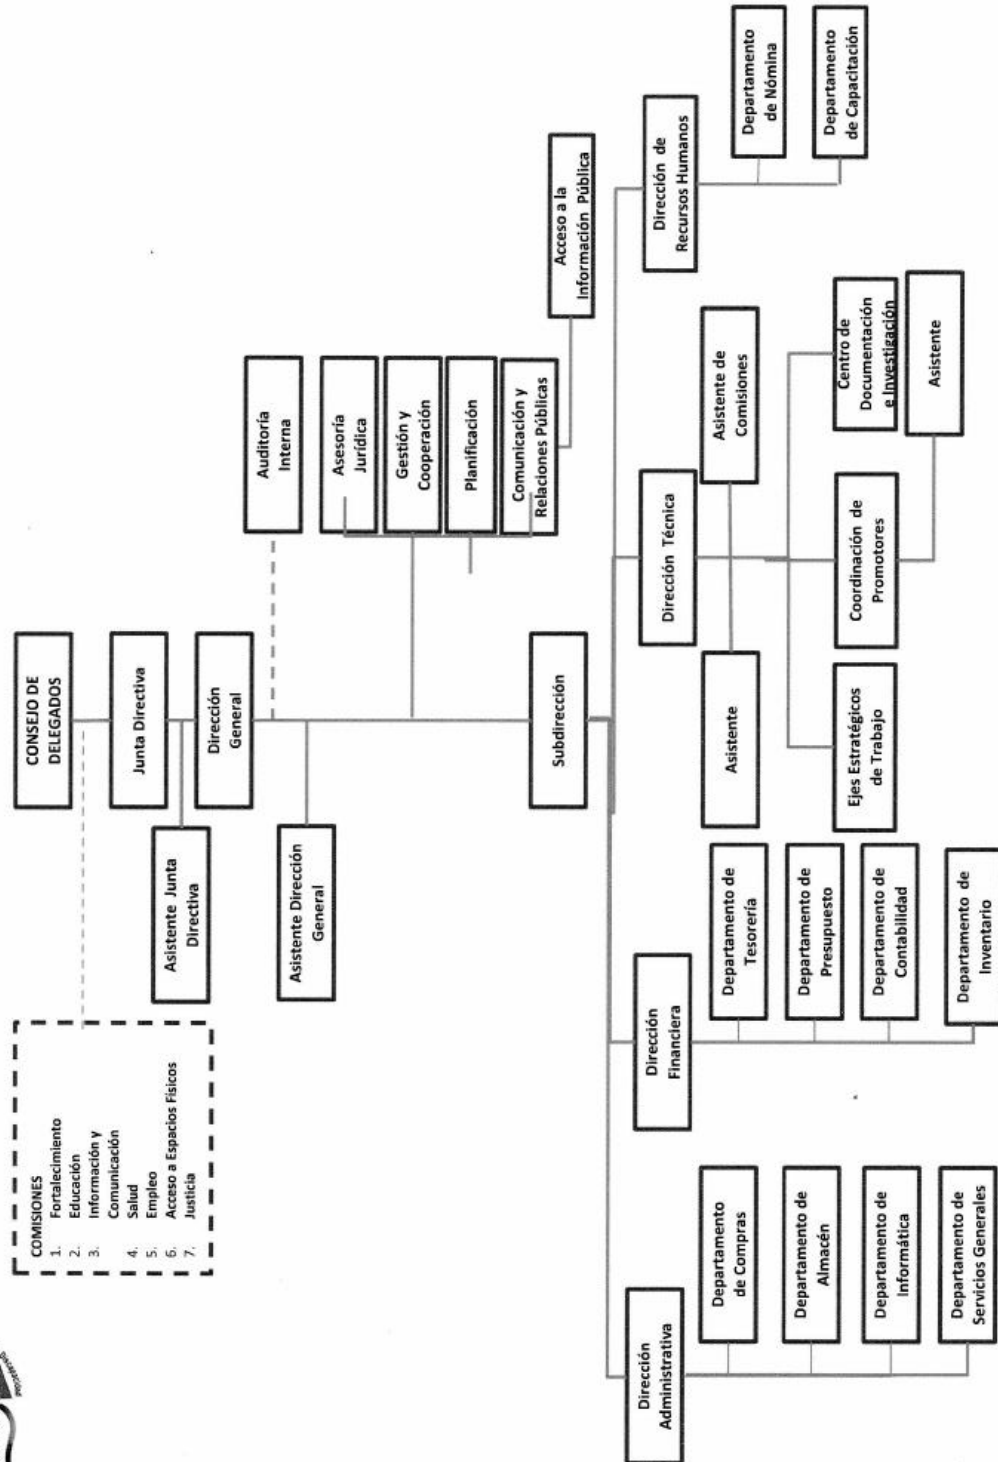 CONSEJO DE
DELEGADOS
COMISIONES
1. Fortalecimiento
2. Educación
3. Información y
Comunicación
4. Salud
5. Empleo
6. Acceso a Espacios Físicos
7. Justicia
Junta Directiva
Asistente Junta
Directiva
Dirección
General
Auditoría
Interna
Asistente Dirección
General
Asesoría
Jurídica
Gestión y
Cooperación
Planificación
Comunicación y
Relaciones Públicas
Acceso a la
Información Pública
Subdirección
Dirección
Administrativa
Departamento
de Compras
Departamento de
Almacén
Departamento de
Informática
Departamento de
Servicios Generales
Dirección
Financiera
Departamento de
Tesorería
Departamento de
Presupuesto
Departamento de
Contabilidad
Departamento de
Inventario
Dirección Técnica
Asistente
Asistente de
Comisiones
Ejes Estratégicos
de Trabajo
Coordinación de
Promotores
Centro de
Documentación
e Investigación
Asistente
Dirección de
Recursos Humanos
Departamento
de Nómina
Departamento
de Capacitación